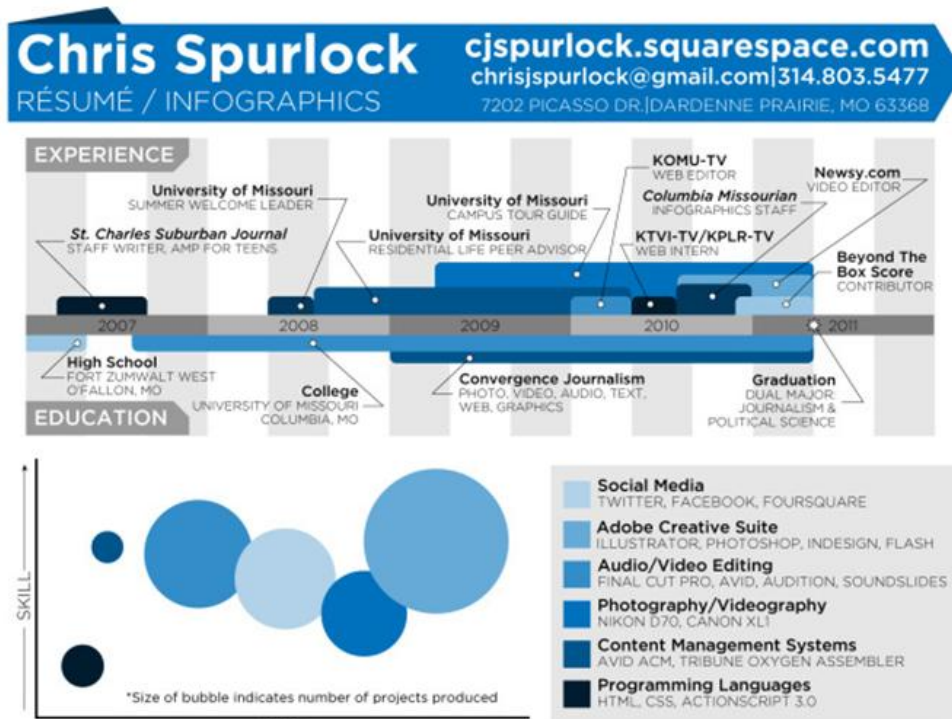 Chris Spurlock
RÉSUMÉ / INFOGRAPHICS
cjspurlock.squarespace.com
chrisjspurlock@gmail.com|314.803.5477
7202 PICASSO DR.|DARDENNE PRAIRIE, MO 63368
EXPERIENCE
St. Charles Suburban Journal
STAFF WRITER, AMP FOR TEENS
University of Missouri
SUMMER WELCOME LEADER
University of Missouri
RESIDENTIAL LIFE PEER ADVISOR
University of Missouri
CAMPUS TOUR GUIDE
KOMU-TV
WEB EDITOR
KTVI-TV/KPLR-TV
WEB INTERN
Columbia Missourian
INFOGRAPHICS STAFF
Newsy.com
VIDEO EDITOR
Beyond The
Box Score
CONTRIBUTOR
2007
2008
2009
2010
2011
High School
FORT ZUMWALT WEST
O'FALLON, MO
College
UNIVERSITY OF MISSOURI
COLUMBIA, MO
Convergence Journalism
PHOTO, VIDEO, AUDIO, TEXT,
WEB, GRAPHICS
Graduation
DUAL MAJOR:
JOURNALISM &
POLITICAL SCIENCE
EDUCATION
SKILL
*Size of bubble indicates number of projects produced
Social Media
TWITTER, FACEBOOK, FOURSQUARE
Adobe Creative Suite
ILLUSTRATOR, PHOTOSHOP, INDESIGN, FLASH
Audio/Video Editing
FINAL CUT PRO, AVID, AUDITION, SOUNDSLIDES
Photography/Videography
NIKON D70, CANON XL1
Content Management Systems
AVID ACM, TRIBUNE OXYGEN ASSEMBLER
Programming Languages
HTML, CSS, ACTIONSCRIPT 3.0